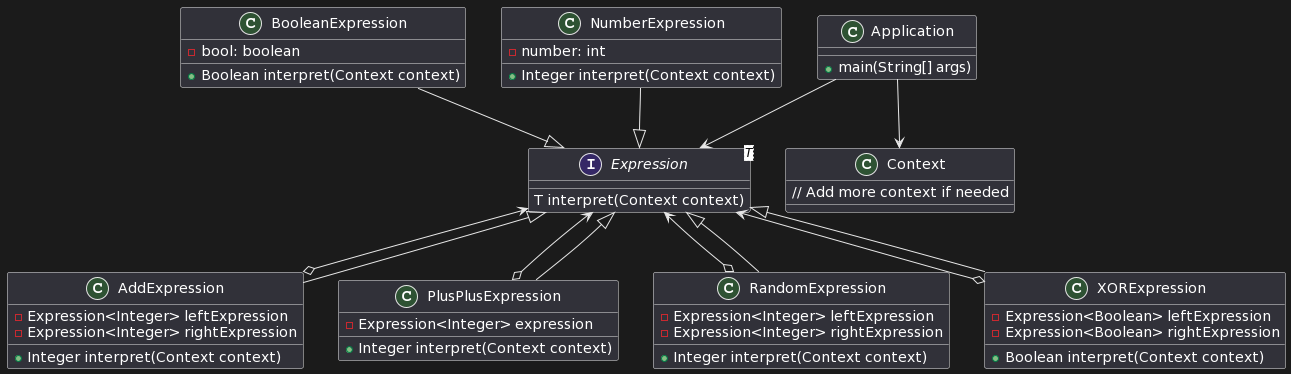 C BooleanExpression
bool: boolean
Boolean interpret(Context context)
C NumberExpression
number: int
Integer interpret(Context context)
C Application
main(String[] args)
I Expression
T
T interpret(Context context)
C Context
// Add more context if needed
C AddExpression
Expression<Integer> leftExpression
Expression<Integer> rightExpression
Integer interpret(Context context)
C PlusPlusExpression
Expression<Integer> expression
Integer interpret(Context context)
C RandomExpression
Expression<Integer> leftExpression
Expression<Integer> rightExpression
Integer interpret(Context context)
C XORExpression
Expression<Boolean> leftExpression
Expression<Boolean> rightExpression
Boolean interpret(Context context)